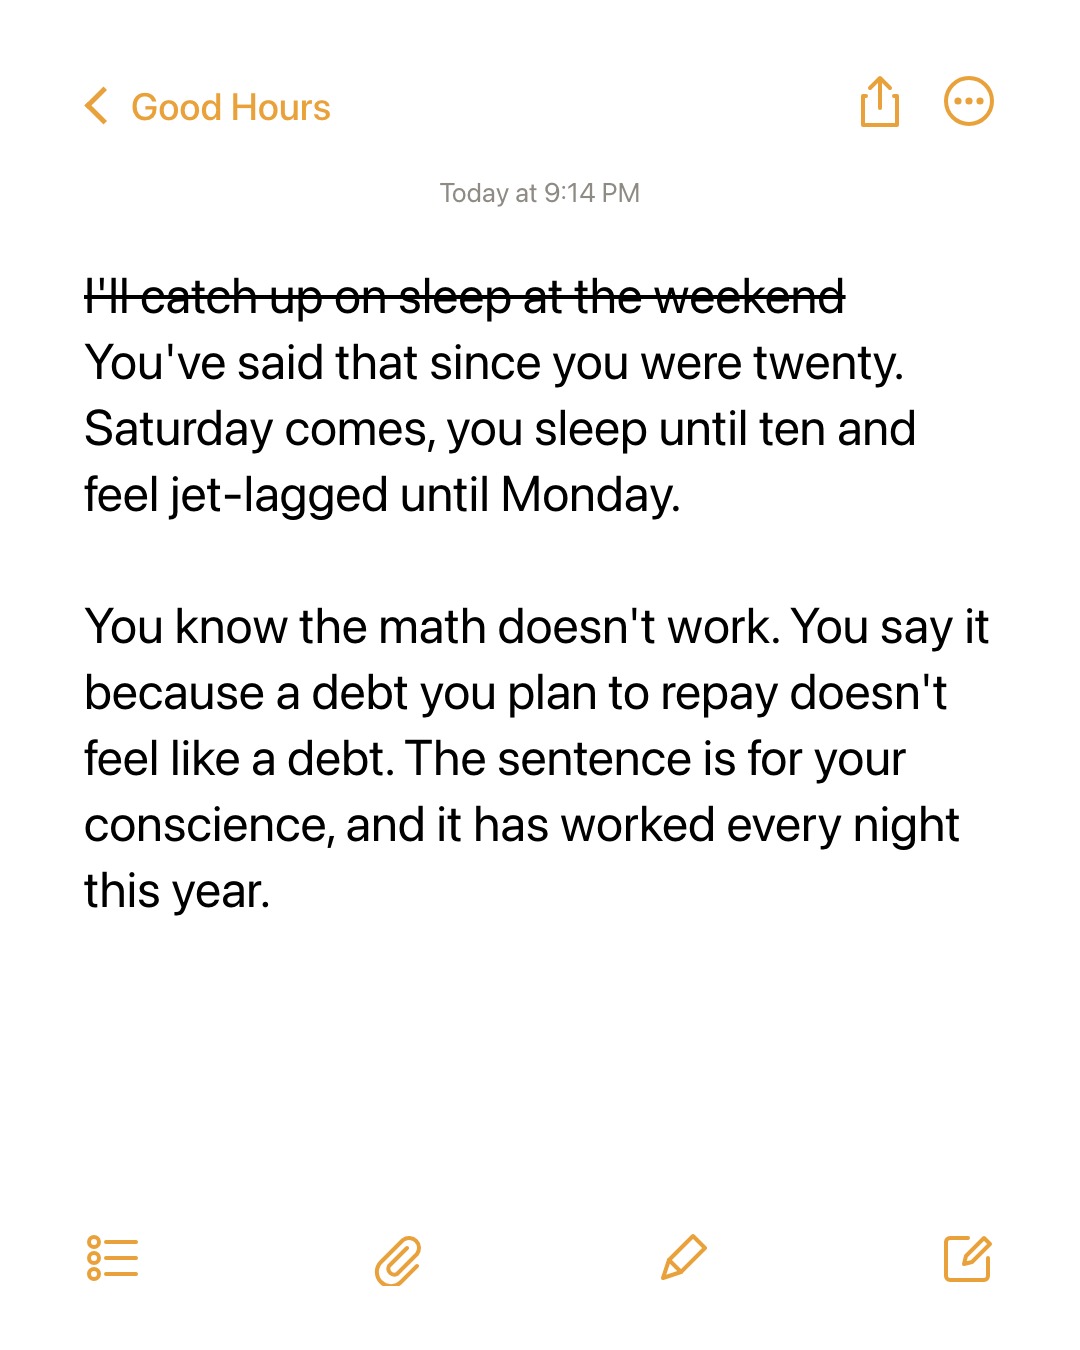 Good Hours
Today at 9:14 PM
I'll catch up on sleep at the weekend
You've said that since you were twenty.
Saturday comes, you sleep until ten and
feel jet-lagged until Monday.
You know the math doesn't work. You say it
because a debt you plan to repay doesn't
feel like a debt. The sentence is for your
conscience, and it has worked every night
this year.